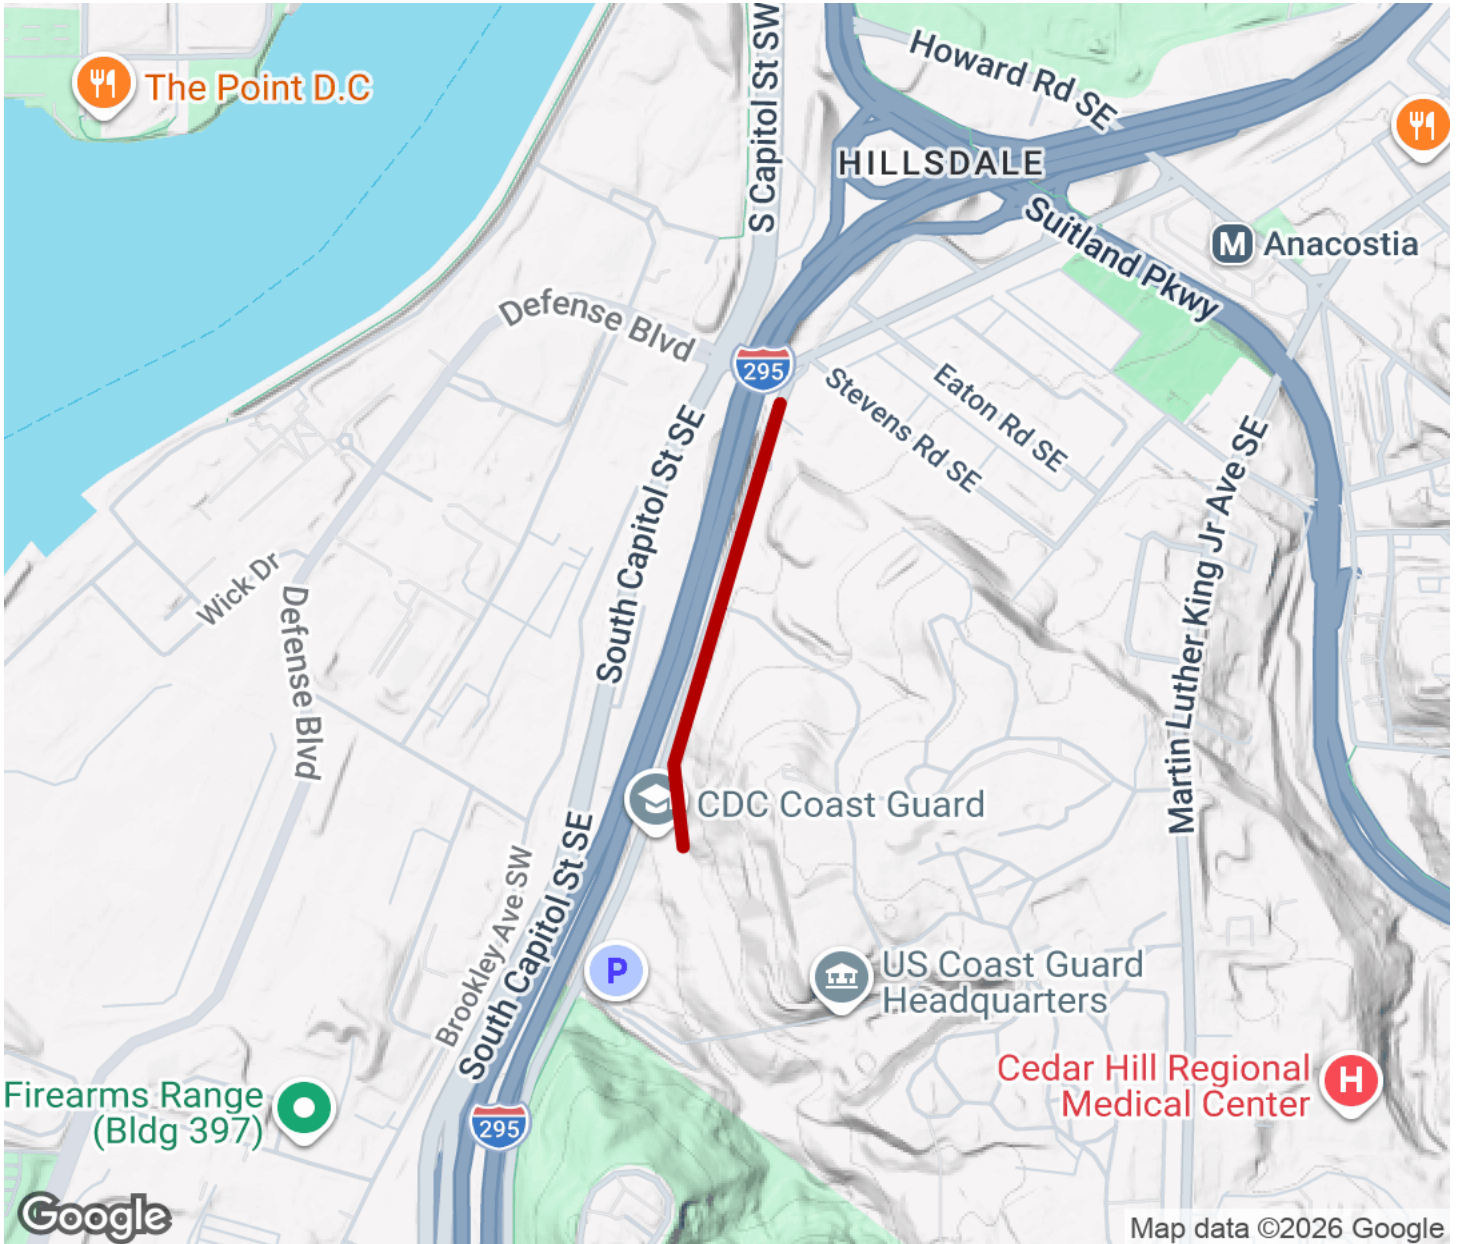 The Point D.C
S Capitol St SW
Howard Rd SE
HILLSDALE
Suitland Pkwy
M
Anacostia
Defense Blvd
295
Stevens Rd SE
Eaton Rd SE
South Capitol St SE
Martin Luther King Jr Ave SE
Wick Dr
Defense Blvd
CDC Coast Guard
South Capitol St SE
Brookley Ave SW
P
US Coast Guard
Headquarters
Cedar Hill Regional
Medical Center
H
Firearms Range
(Bldg 397)
295
Google
Map data ©2026 Google